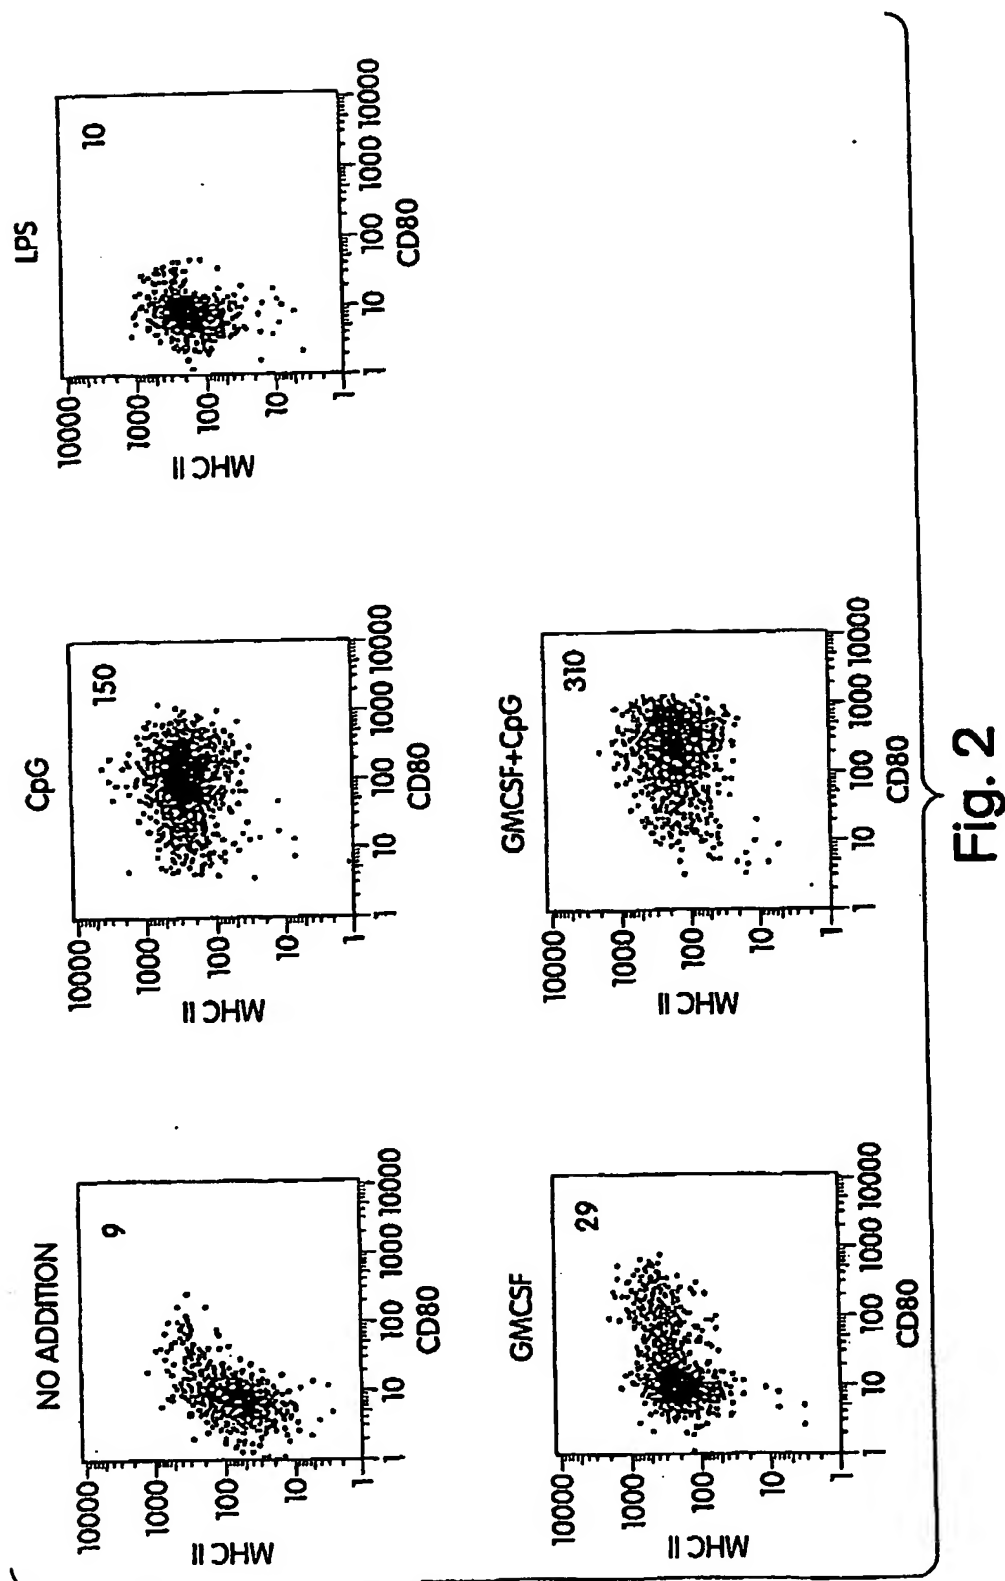 NO ADDITION
9
10000
1000
100
10
1
MHC II
1 10 100 1000 10000
CD80
CpG
150
10000
1000
100
10
1
MHC II
1 10 100 1000 10000
CD80
LPS
10
10000
1000
100
10
1
MHC II
1 10 100 1000 10000
CD80
GMCSF
29
10000
1000
100
10
1
MHC II
1 10 100 1000 10000
CD80
GMCSF+CpG
310
10000
1000
100
10
1
MHC II
1 10 100 1000 10000
CD80
Fig. 2